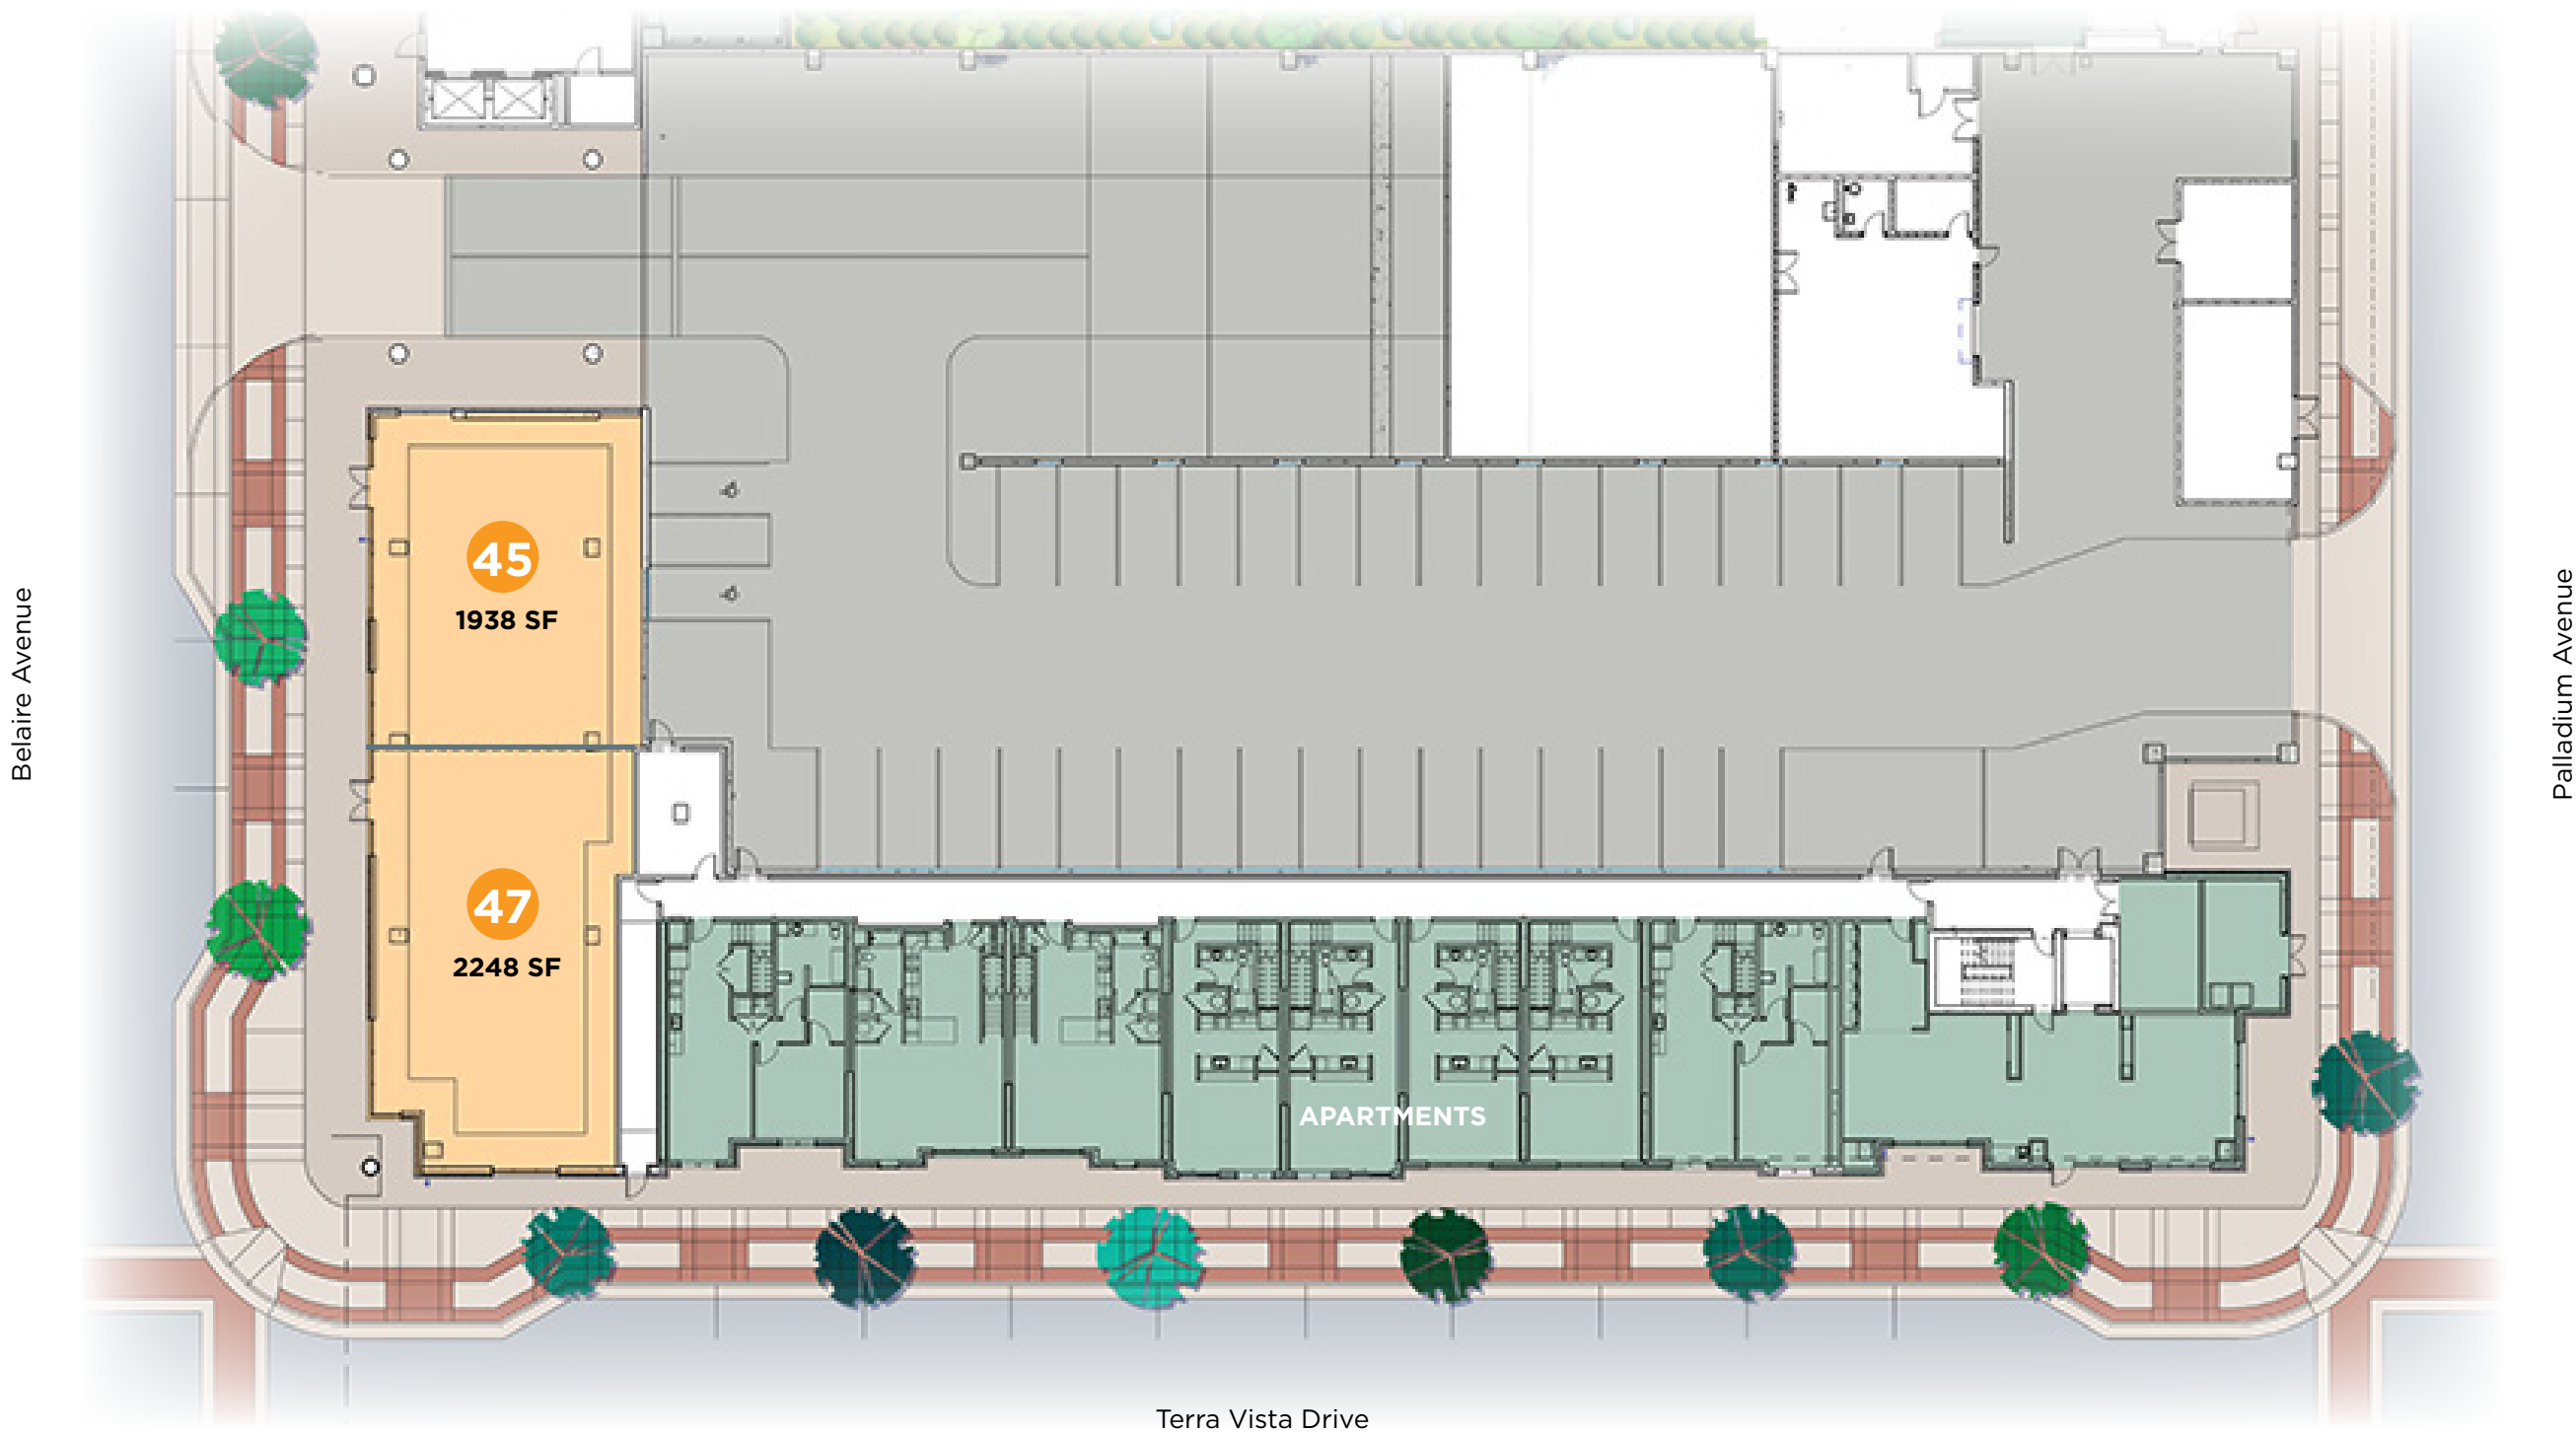 Belaire Avenue
45
1938 SF
47
2248 SF
APARTMENTS
Palladium Avenue
Terra Vista Drive